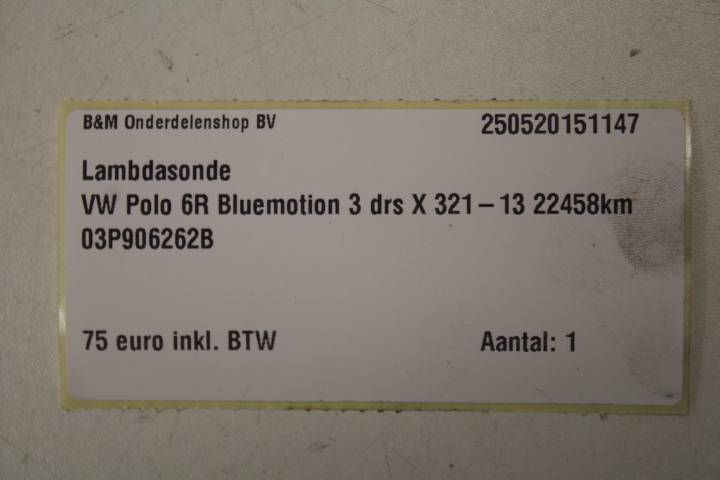 B&M Onderdelenshop BV 250520151147
Lambdasonde
VW Polo 6R Bluemotion 3 drs X 321 – 13 22458km
03P906262B
75 euro inkl. BTW Aantal: 1